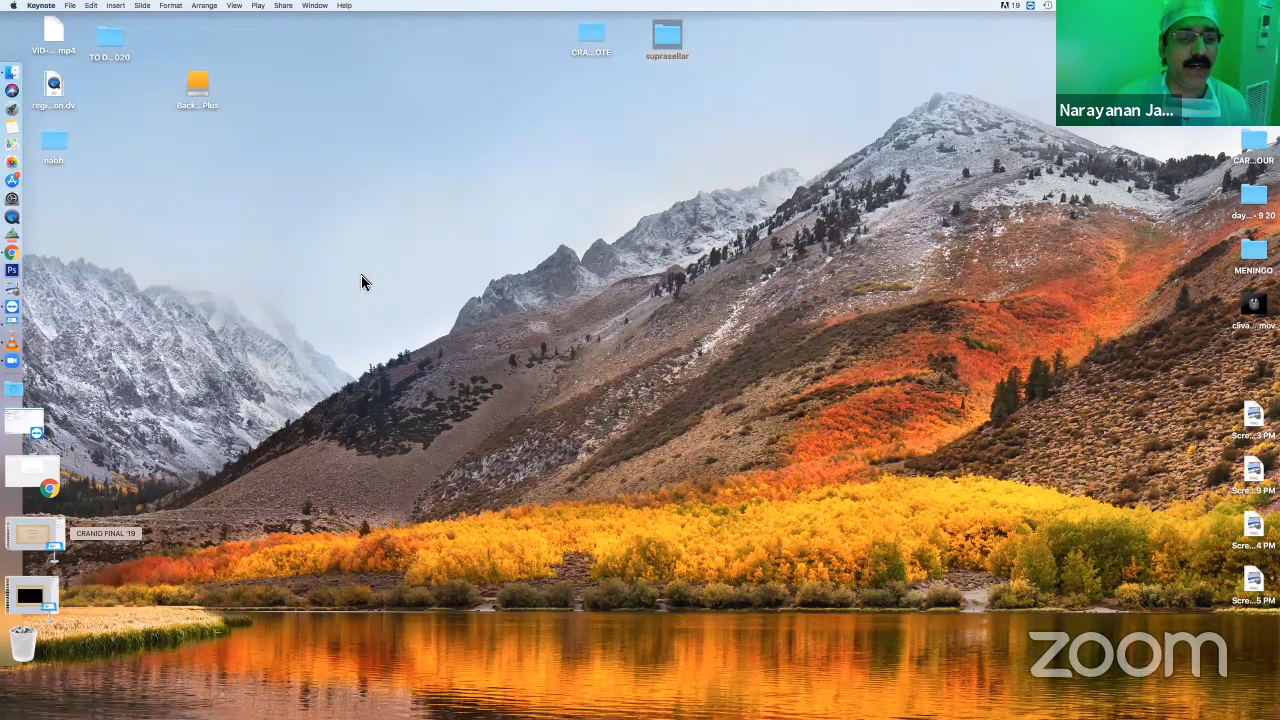 Keynote File Edit Insert Slide Format Arrange View Play Share Window Help 19
VID-....mp4
TO D...020
CRA...OTE
suprasellar
regi...on.dv
Back...Plus
nabh
Narayanan Ja...
CAR...OUR
day...- 9 20
MENINGO
cliva....mov
Ps
Scre...3 PM
Scre...9 PM
CRANIO FINAL '19
Scre...4 PM
Scre...5 PM
zoom